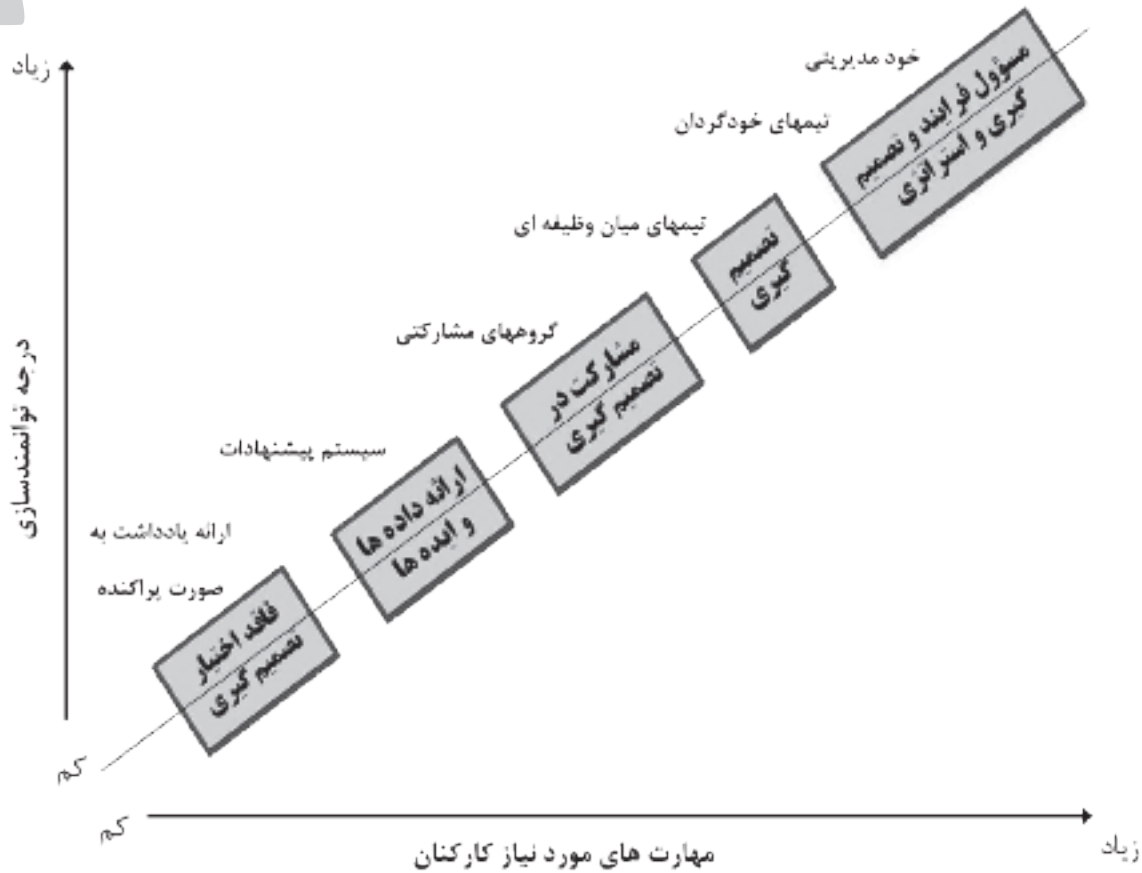 زیاد
خود مدیریتی
مسؤول فرایند و تصمیم
گیری و استراتژی
تیمهای خودگردان
تیمهای میان وظیفه ای
تصمیم
گیری
گروههای مشارکتی
مشارکت در
تصمیم گیری
سیستم پیشنهادات
ارائه داده ها
و ایده ها
ارائه یادداشت به
صورت پراکنده
فاقد اختیار
تصمیم گیری
درجه توانمندسازی
کم
کم
مهارت های مورد نیاز کارکنان
زیاد